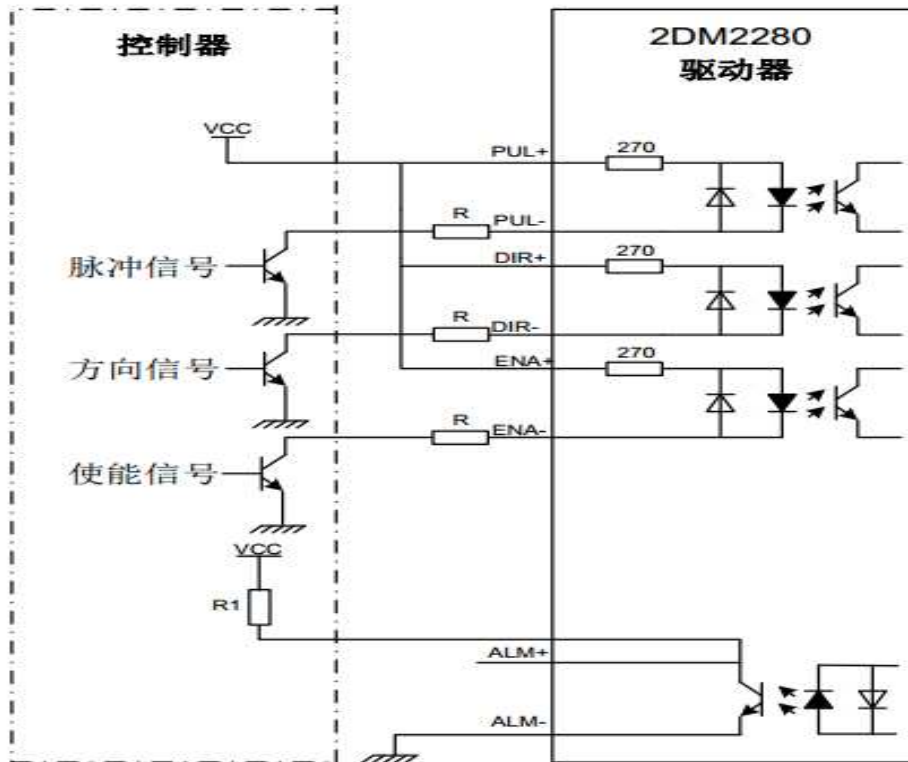 控制器
2DM2280
驱动器
VCC
PUL+
270
R
PUL-
脉冲信号
DIR+
270
R
DIR-
方向信号
ENA+
270
R
ENA-
使能信号
VCC
R1
ALM+
ALM-